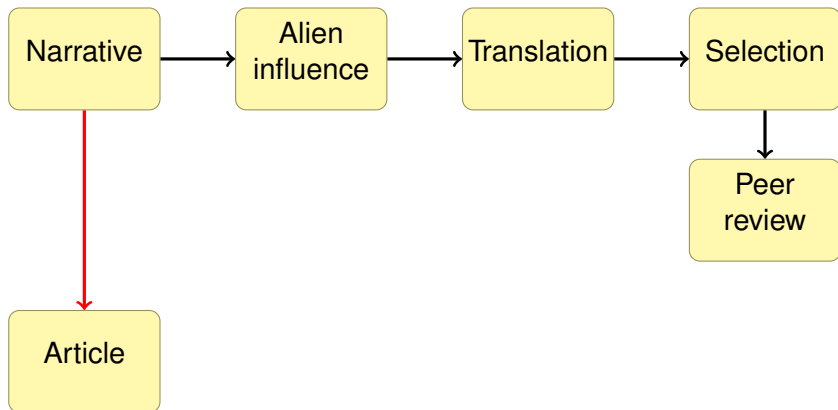 Narrative
Alien
influence
Translation
Selection
Peer
review
Article